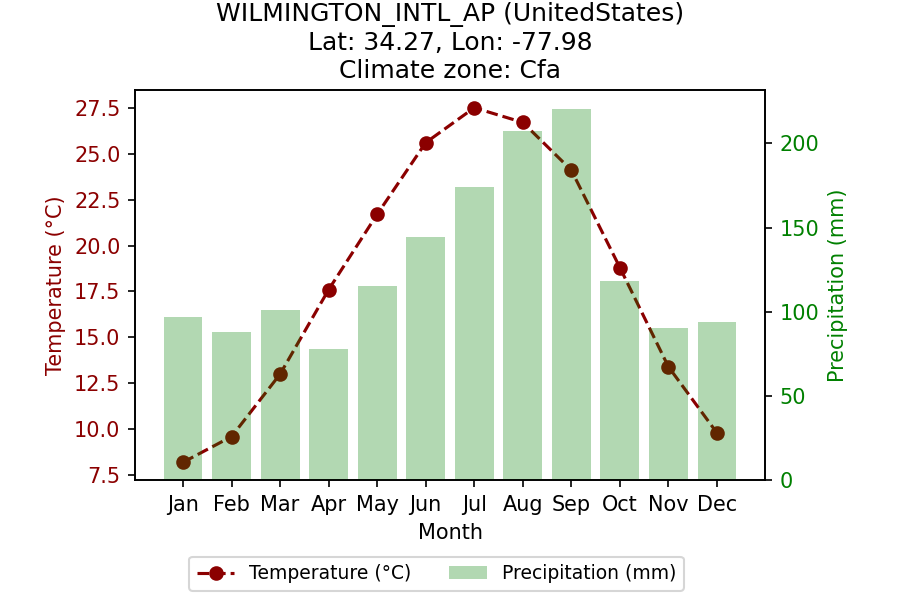 WILMINGTON_INTL_AP (UnitedStates)
Lat: 34.27, Lon: -77.98
Climate zone: Cfa
27.5
25.0
22.5
20.0
17.5
15.0
12.5
10.0
7.5
Temperature (°C)
200
150
100
50
0
Precipitation (mm)
Jan Feb Mar Apr May Jun Jul Aug Sep Oct Nov Dec
Month
Temperature (°C) Precipitation (mm)